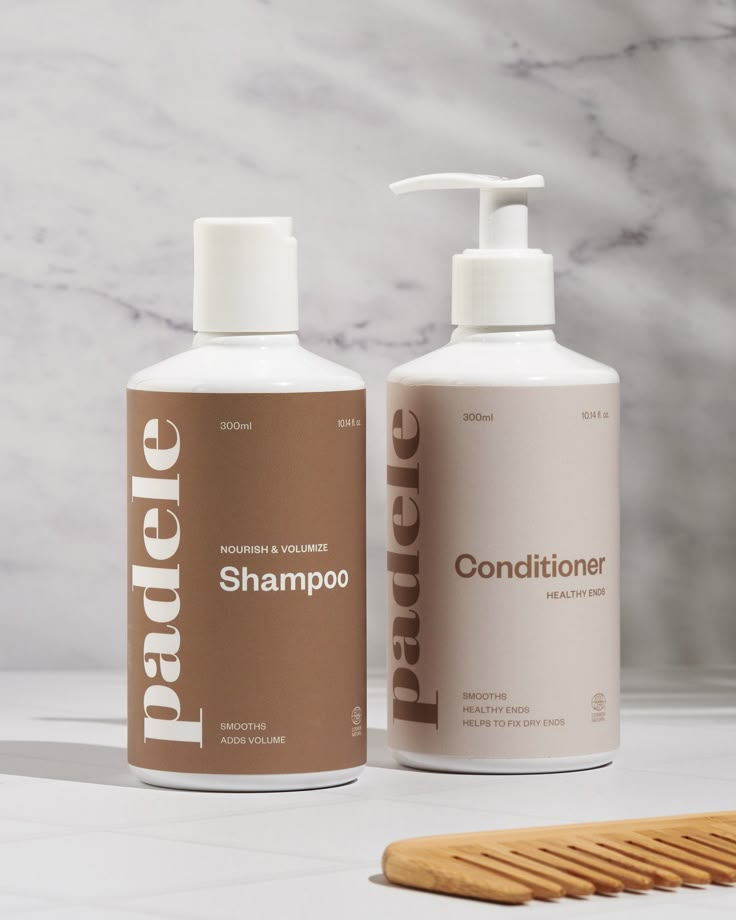 padele
300ml
10.14 fl. oz.
NOURISH & VOLUMIZE
Shampoo
SMOOTHS
ADDS VOLUME
padele
300ml
10.14 fl. oz.
Conditioner
HEALTHY ENDS
SMOOTHS
HEALTHY ENDS
HELPS TO FIX DRY ENDS